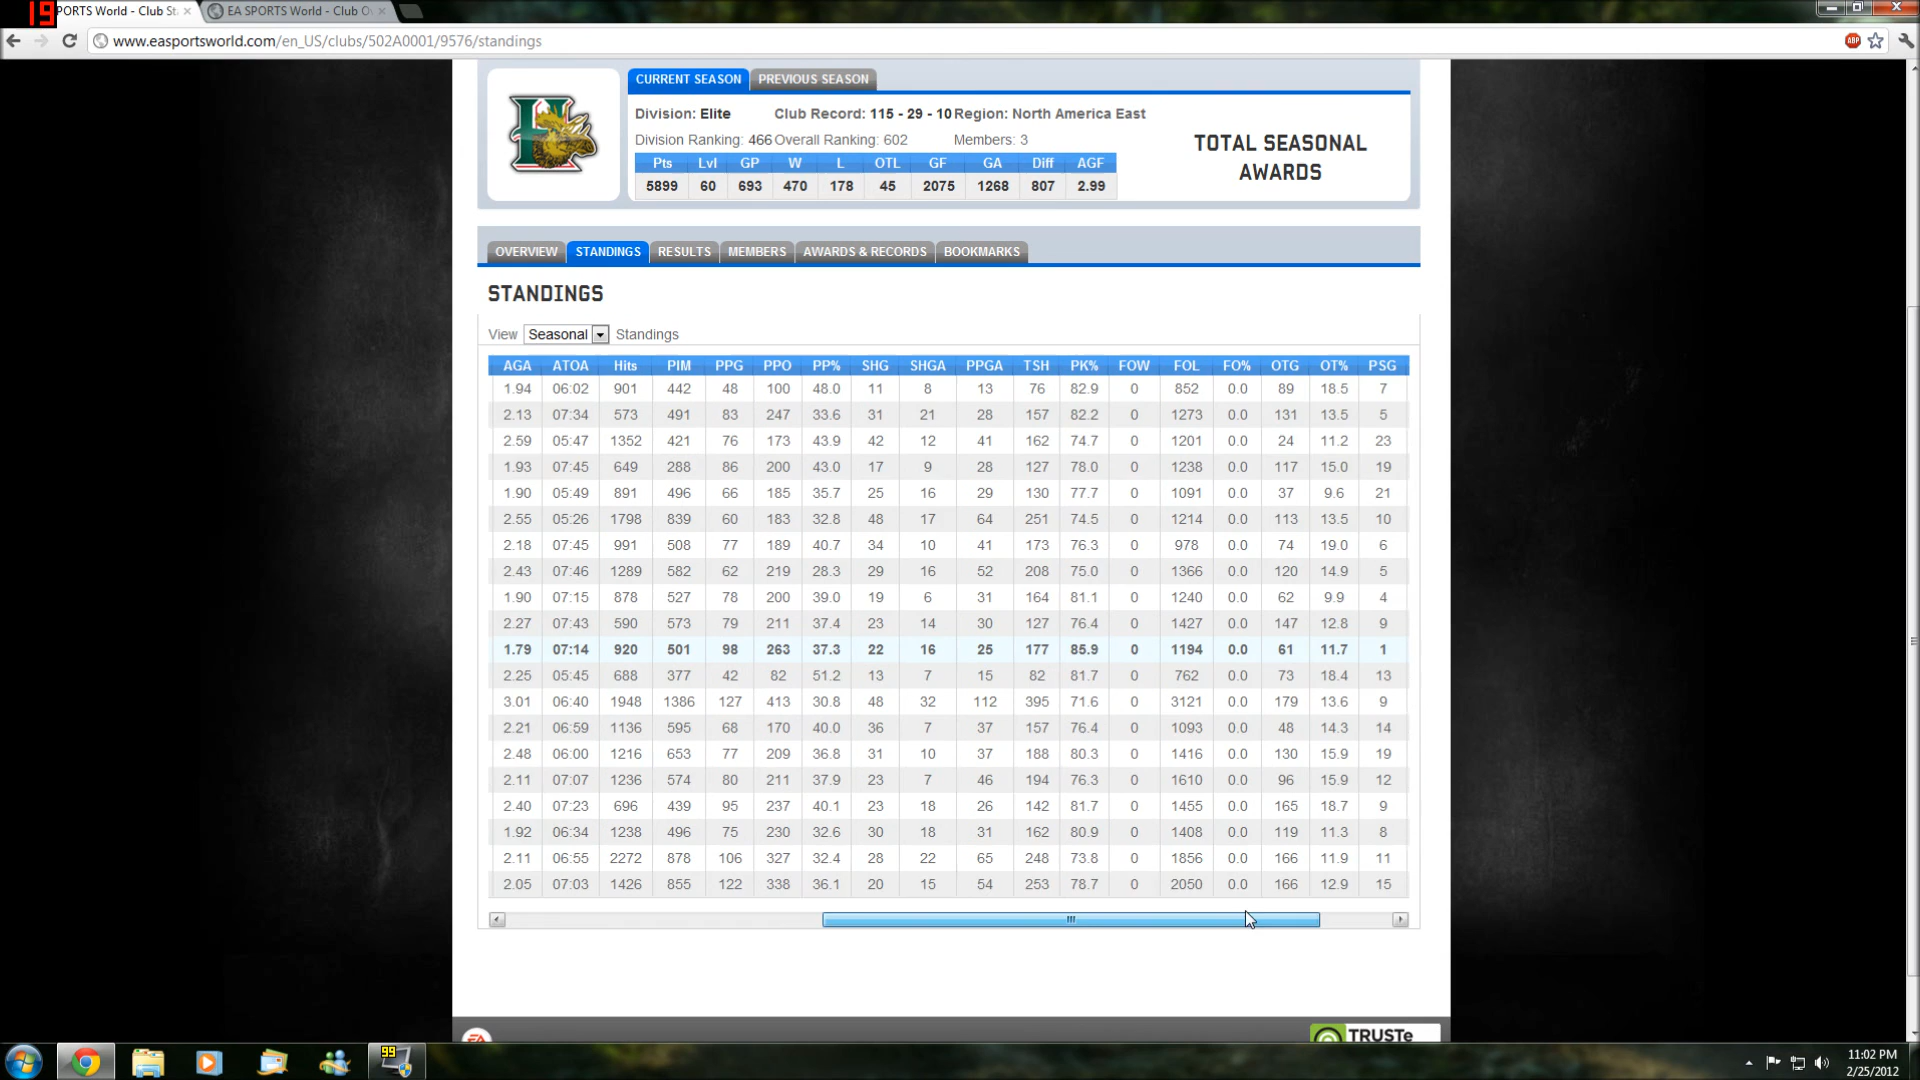 19
PORTS World - Club St
EA SPORTS World - Club O
www.easportsworld.com/en_US/clubs/502A0001/9576/standings
ABP
CURRENT SEASON PREVIOUS SEASON
Division: Elite Club Record: 115 - 29 - 10 Region: North America East
Division Ranking: 466 Overall Ranking: 602 Members: 3
TOTAL SEASONAL
AWARDS
Pts Lvl GP W L OTL GF GA Diff AGF
5899 60 693 470 178 45 2075 1268 807 2.99
OVERVIEW STANDINGS RESULTS MEMBERS AWARDS & RECORDS BOOKMARKS
STANDINGS
View Seasonal Standings
AGA ATOA Hits PIM PPG PPO PP% SHG SHGA PPGA TSH PK% FOW FOL FO% OTG OT% PSG
1.94 06:02 901 442 48 100 48.0 11 8 13 76 82.9 0 852 0.0 89 18.5 7
2.13 07:34 573 491 83 247 33.6 31 21 28 157 82.2 0 1273 0.0 131 13.5 5
2.59 05:47 1352 421 76 173 43.9 42 12 41 162 74.7 0 1201 0.0 24 11.2 23
1.93 07:45 649 288 86 200 43.0 17 9 28 127 78.0 0 1238 0.0 117 15.0 19
1.90 05:49 891 496 66 185 35.7 25 16 29 130 77.7 0 1091 0.0 37 9.6 21
2.55 05:26 1798 839 60 183 32.8 48 17 64 251 74.5 0 1214 0.0 113 13.5 10
2.18 07:45 991 508 77 189 40.7 34 10 41 173 76.3 0 978 0.0 74 19.0 6
2.43 07:46 1289 582 62 219 28.3 29 16 52 208 75.0 0 1366 0.0 120 14.9 5
1.90 07:15 878 527 78 200 39.0 19 6 31 164 81.1 0 1240 0.0 62 9.9 4
2.27 07:43 590 573 79 211 37.4 23 14 30 127 76.4 0 1427 0.0 147 12.8 9
1.79 07:14 920 501 98 263 37.3 22 16 25 177 85.9 0 1194 0.0 61 11.7 1
2.25 05:45 688 377 42 82 51.2 13 7 15 82 81.7 0 762 0.0 73 18.4 13
3.01 06:40 1948 1386 127 413 30.8 48 32 112 395 71.6 0 3121 0.0 179 13.6 9
2.21 06:59 1136 595 68 170 40.0 36 7 37 157 76.4 0 1093 0.0 48 14.3 14
2.48 06:00 1216 653 77 209 36.8 31 10 37 188 80.3 0 1416 0.0 130 15.9 19
2.11 07:07 1236 574 80 211 37.9 23 7 46 194 76.3 0 1610 0.0 96 15.9 12
2.40 07:23 696 439 95 237 40.1 23 18 26 142 81.7 0 1455 0.0 165 18.7 9
1.92 06:34 1238 496 75 230 32.6 30 18 31 162 80.9 0 1408 0.0 119 11.3 8
2.11 06:55 2272 878 106 327 32.4 28 22 65 248 73.8 0 1856 0.0 166 11.9 11
2.05 07:03 1426 855 122 338 36.1 20 15 54 253 78.7 0 2050 0.0 166 12.9 15
EA
TRUSTe
99
11:02 PM
2/25/2012